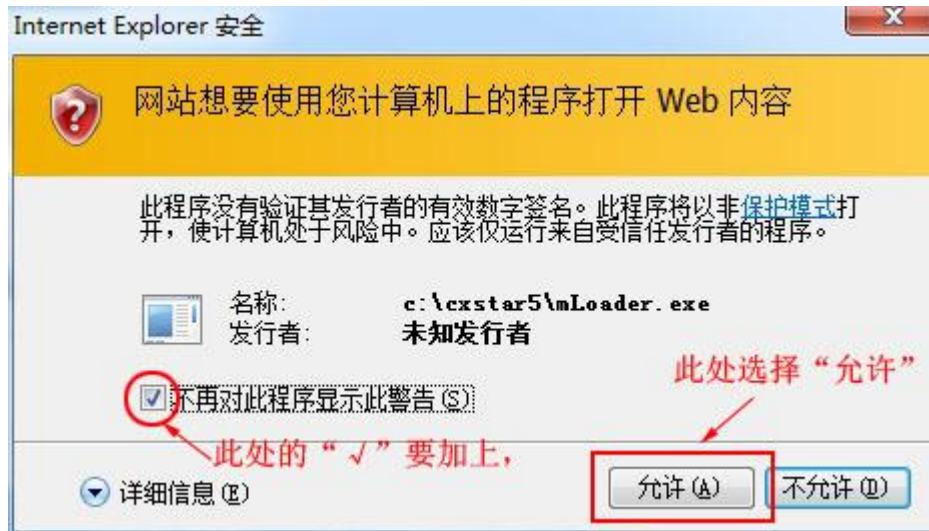 Internet Explorer 安全
网站想要使用您计算机上的程序打开 Web 内容
此程序没有验证其发行者的有效数字签名。此程序将以非保护模式打
开，使计算机处于风险中。应该仅运行来自受信任发行者的程序。
名称: c:\cxstar5\mLoader.exe
发行者: 未知发行者
此处选择“允许”
不再对此程序显示此警告(S)
此处的“√”要加上，
详细信息(E)
允许(A)
不允许(D)